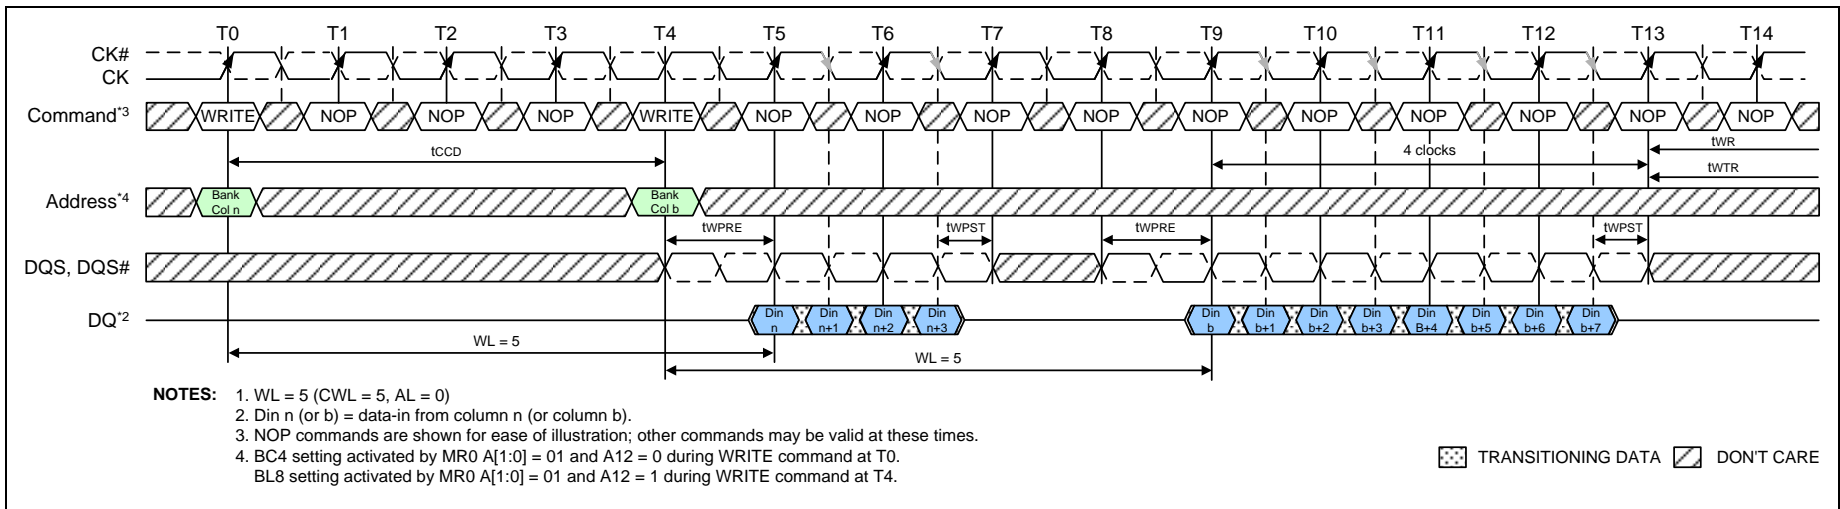 T0 T1 T2 T3 T4 T5 T6 T7 T8 T9 T10 T11 T12 T13 T14
CK#
CK
Command*3 WRITE NOP NOP NOP WRITE NOP NOP NOP NOP NOP NOP NOP NOP NOP NOP
tCCD 4 clocks tWR
tWTR
Address*4 Bank Col n Bank Col b
tWPRE tWPST tWPRE tWPST
DQS, DQS#
DQ*2 Din n Din n+1 Din n+2 Din n+3 Din b Din b+1 Din b+2 Din b+3 Din B+4 Din b+5 Din b+6 Din b+7
WL = 5
WL = 5
NOTES: 1. WL = 5 (CWL = 5, AL = 0)
2. Din n (or b) = data-in from column n (or column b).
3. NOP commands are shown for ease of illustration; other commands may be valid at these times.
4. BC4 setting activated by MR0 A[1:0] = 01 and A12 = 0 during WRITE command at T0.
BL8 setting activated by MR0 A[1:0] = 01 and A12 = 1 during WRITE command at T4.
TRANSITIONING DATA DON'T CARE